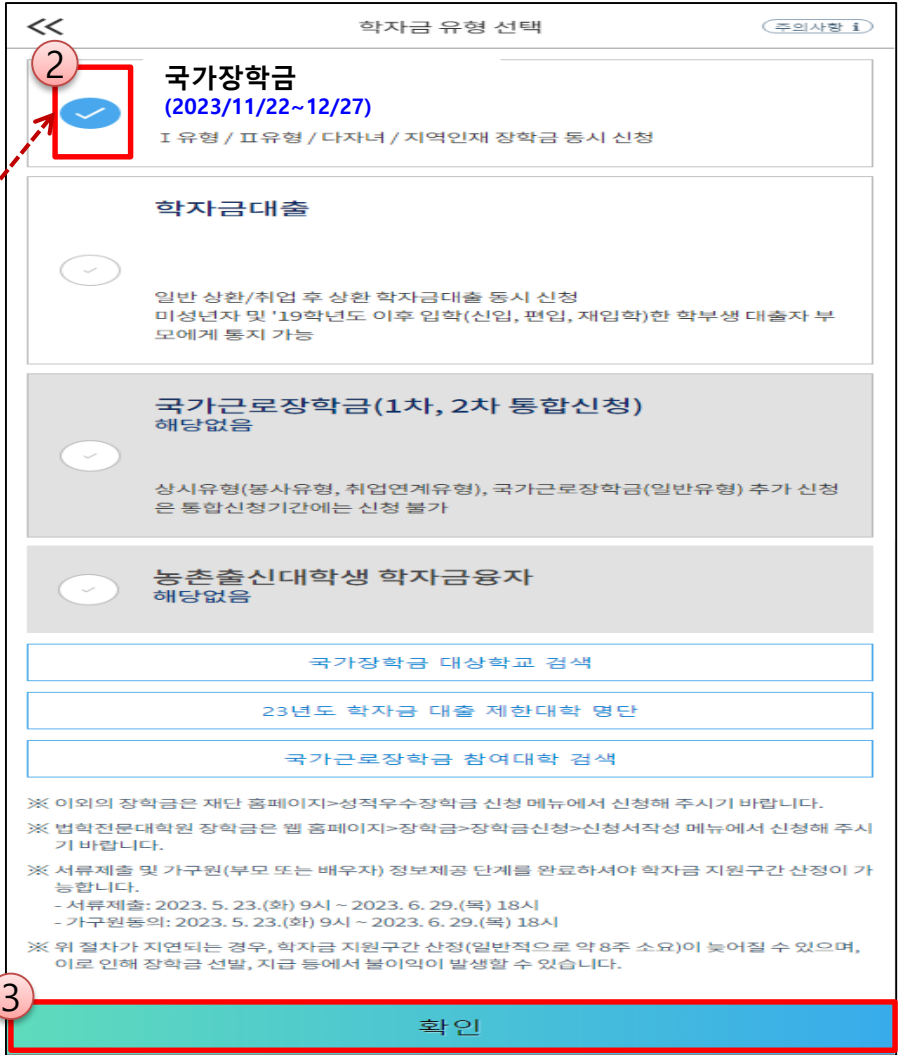 <<
학자금 유형 선택
주의사항 i
2
국가장학금
(2023/11/22~12/27)
I 유형 / II유형 / 다자녀 / 지역인재 장학금 동시 신청
학자금대출
일반 상환/취업 후 상환 학자금대출 동시 신청
미성년자 및 '19학년도 이후 입학(신입, 편입, 재입학)한 학부생 대출자 부
모에게 통지 가능
국가근로장학금(1차, 2차 통합신청)
해당없음
상시유형(봉사유형, 취업연계유형), 국가근로장학금(일반유형) 추가 신청
은 통합신청기간에는 신청 불가
농촌출신대학생 학자금융자
해당없음
국가장학금 대상학교 검색
23년도 학자금 대출 제한대학 명단
국가근로장학금 참여대학 검색
※ 이외의 장학금은 재단 홈페이지>성적우수장학금 신청 메뉴에서 신청해 주시기 바랍니다.
※ 법학전문대학원 장학금은 웹 홈페이지>장학금>장학금신청>신청서작성 메뉴에서 신청해 주시
기 바랍니다.
※ 서류제출 및 가구원(부모 또는 배우자) 정보제공 단계를 완료하셔야 학자금 지원구간 산정이 가
능합니다.
- 서류제출: 2023. 5. 23.(화) 9시 ~ 2023. 6. 29.(목) 18시
- 가구원동의: 2023. 5. 23.(화) 9시 ~ 2023. 6. 29.(목) 18시
※ 위 절차가 지연되는 경우, 학자금 지원구간 산정(일반적으로 약 8주 소요)이 늦어질 수 있으며,
이로 인해 장학금 선발, 지급 등에서 불이익이 발생할 수 있습니다.
3
확인